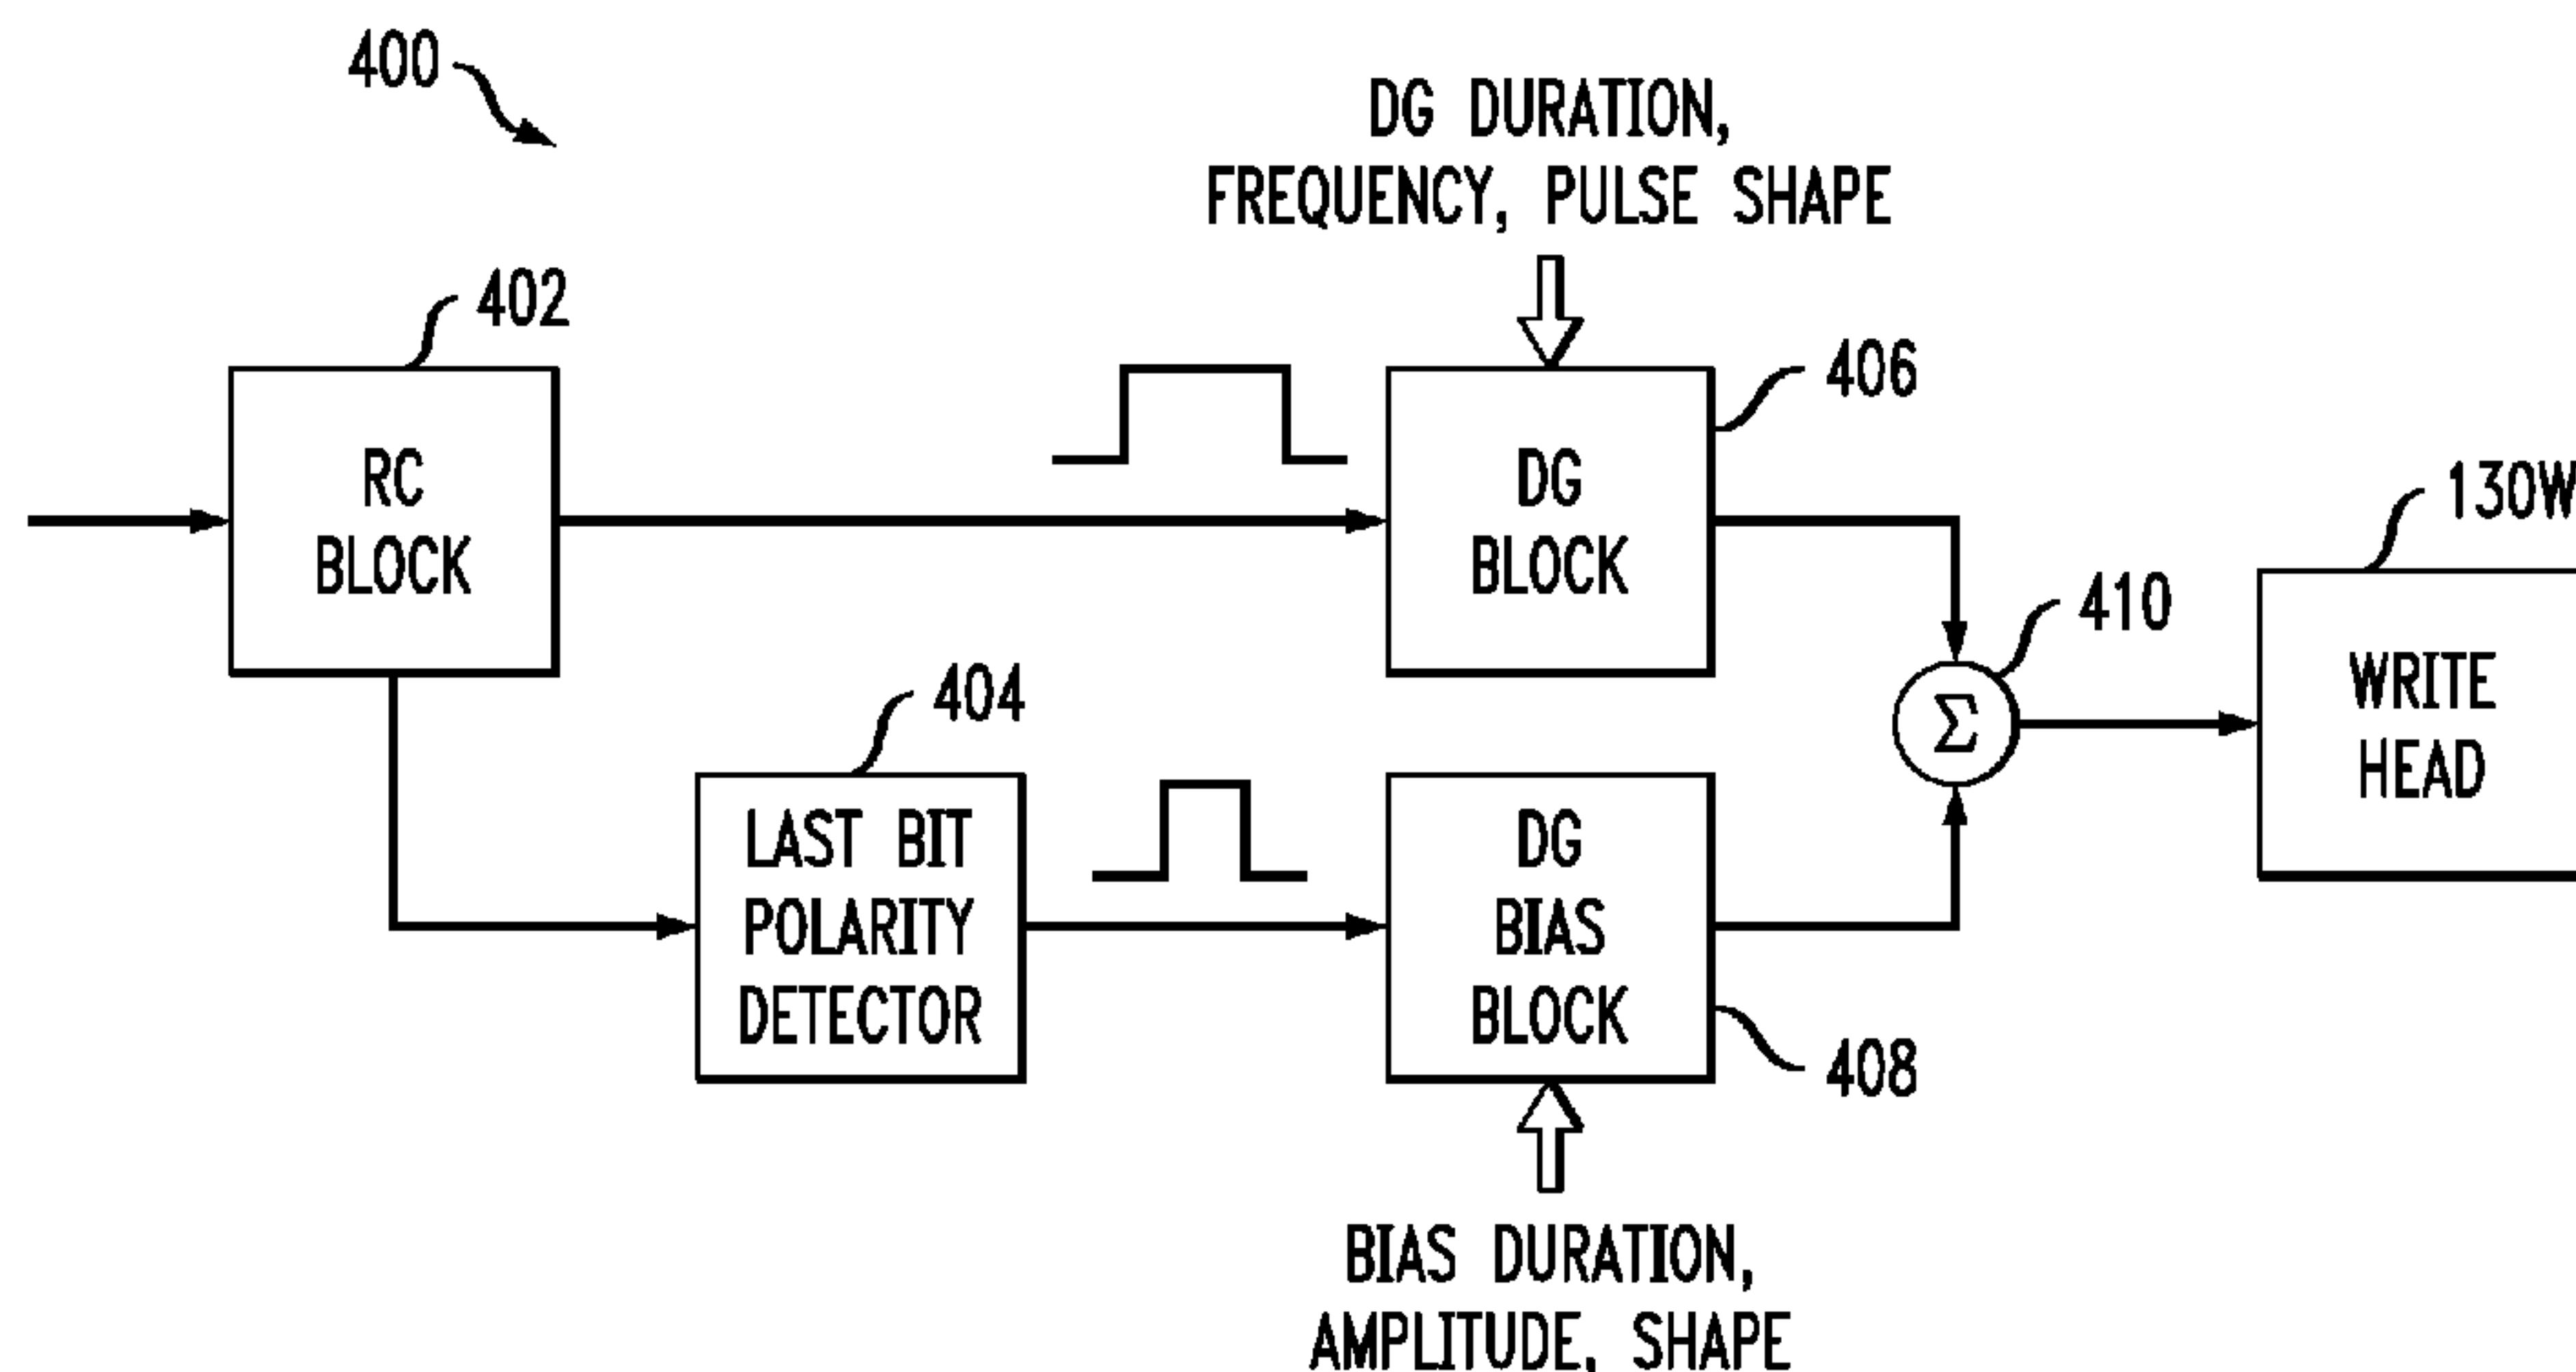 400
DG DURATION,
FREQUENCY, PULSE SHAPE
402
RC
BLOCK
406
DG
BLOCK
130W
410
Σ
WRITE
HEAD
404
LAST BIT
POLARITY
DETECTOR
DG
BIAS
BLOCK
408
BIAS DURATION,
AMPLITUDE, SHAPE